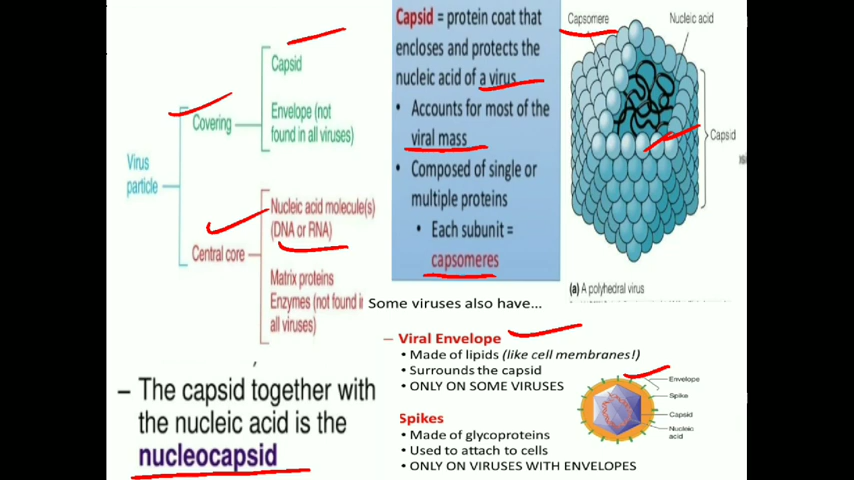 Virus
particle
Covering
Capsid
Envelope (not
found in all viruses)
Central core
Nucleic acid molecule(s)
(DNA or RNA)
Matrix proteins
Enzymes (not found i
all viruses)
– The capsid together with
the nucleic acid is the
nucleocapsid
Capsid = protein coat that
encloses and protects the
nucleic acid of a virus
• Accounts for most of the
viral mass
• Composed of single or
multiple proteins
• Each subunit =
capsomeres
Capsomere
Nucleic acid
Capsid
(a) A polyhedral virus
Some viruses also have...
– Viral Envelope
• Made of lipids (like cell membranes!)
• Surrounds the capsid
• ONLY ON SOME VIRUSES
Spikes
• Made of glycoproteins
• Used to attach to cells
• ONLY ON VIRUSES WITH ENVELOPES
Envelope
Spike
Capsid
Nucleic
acid